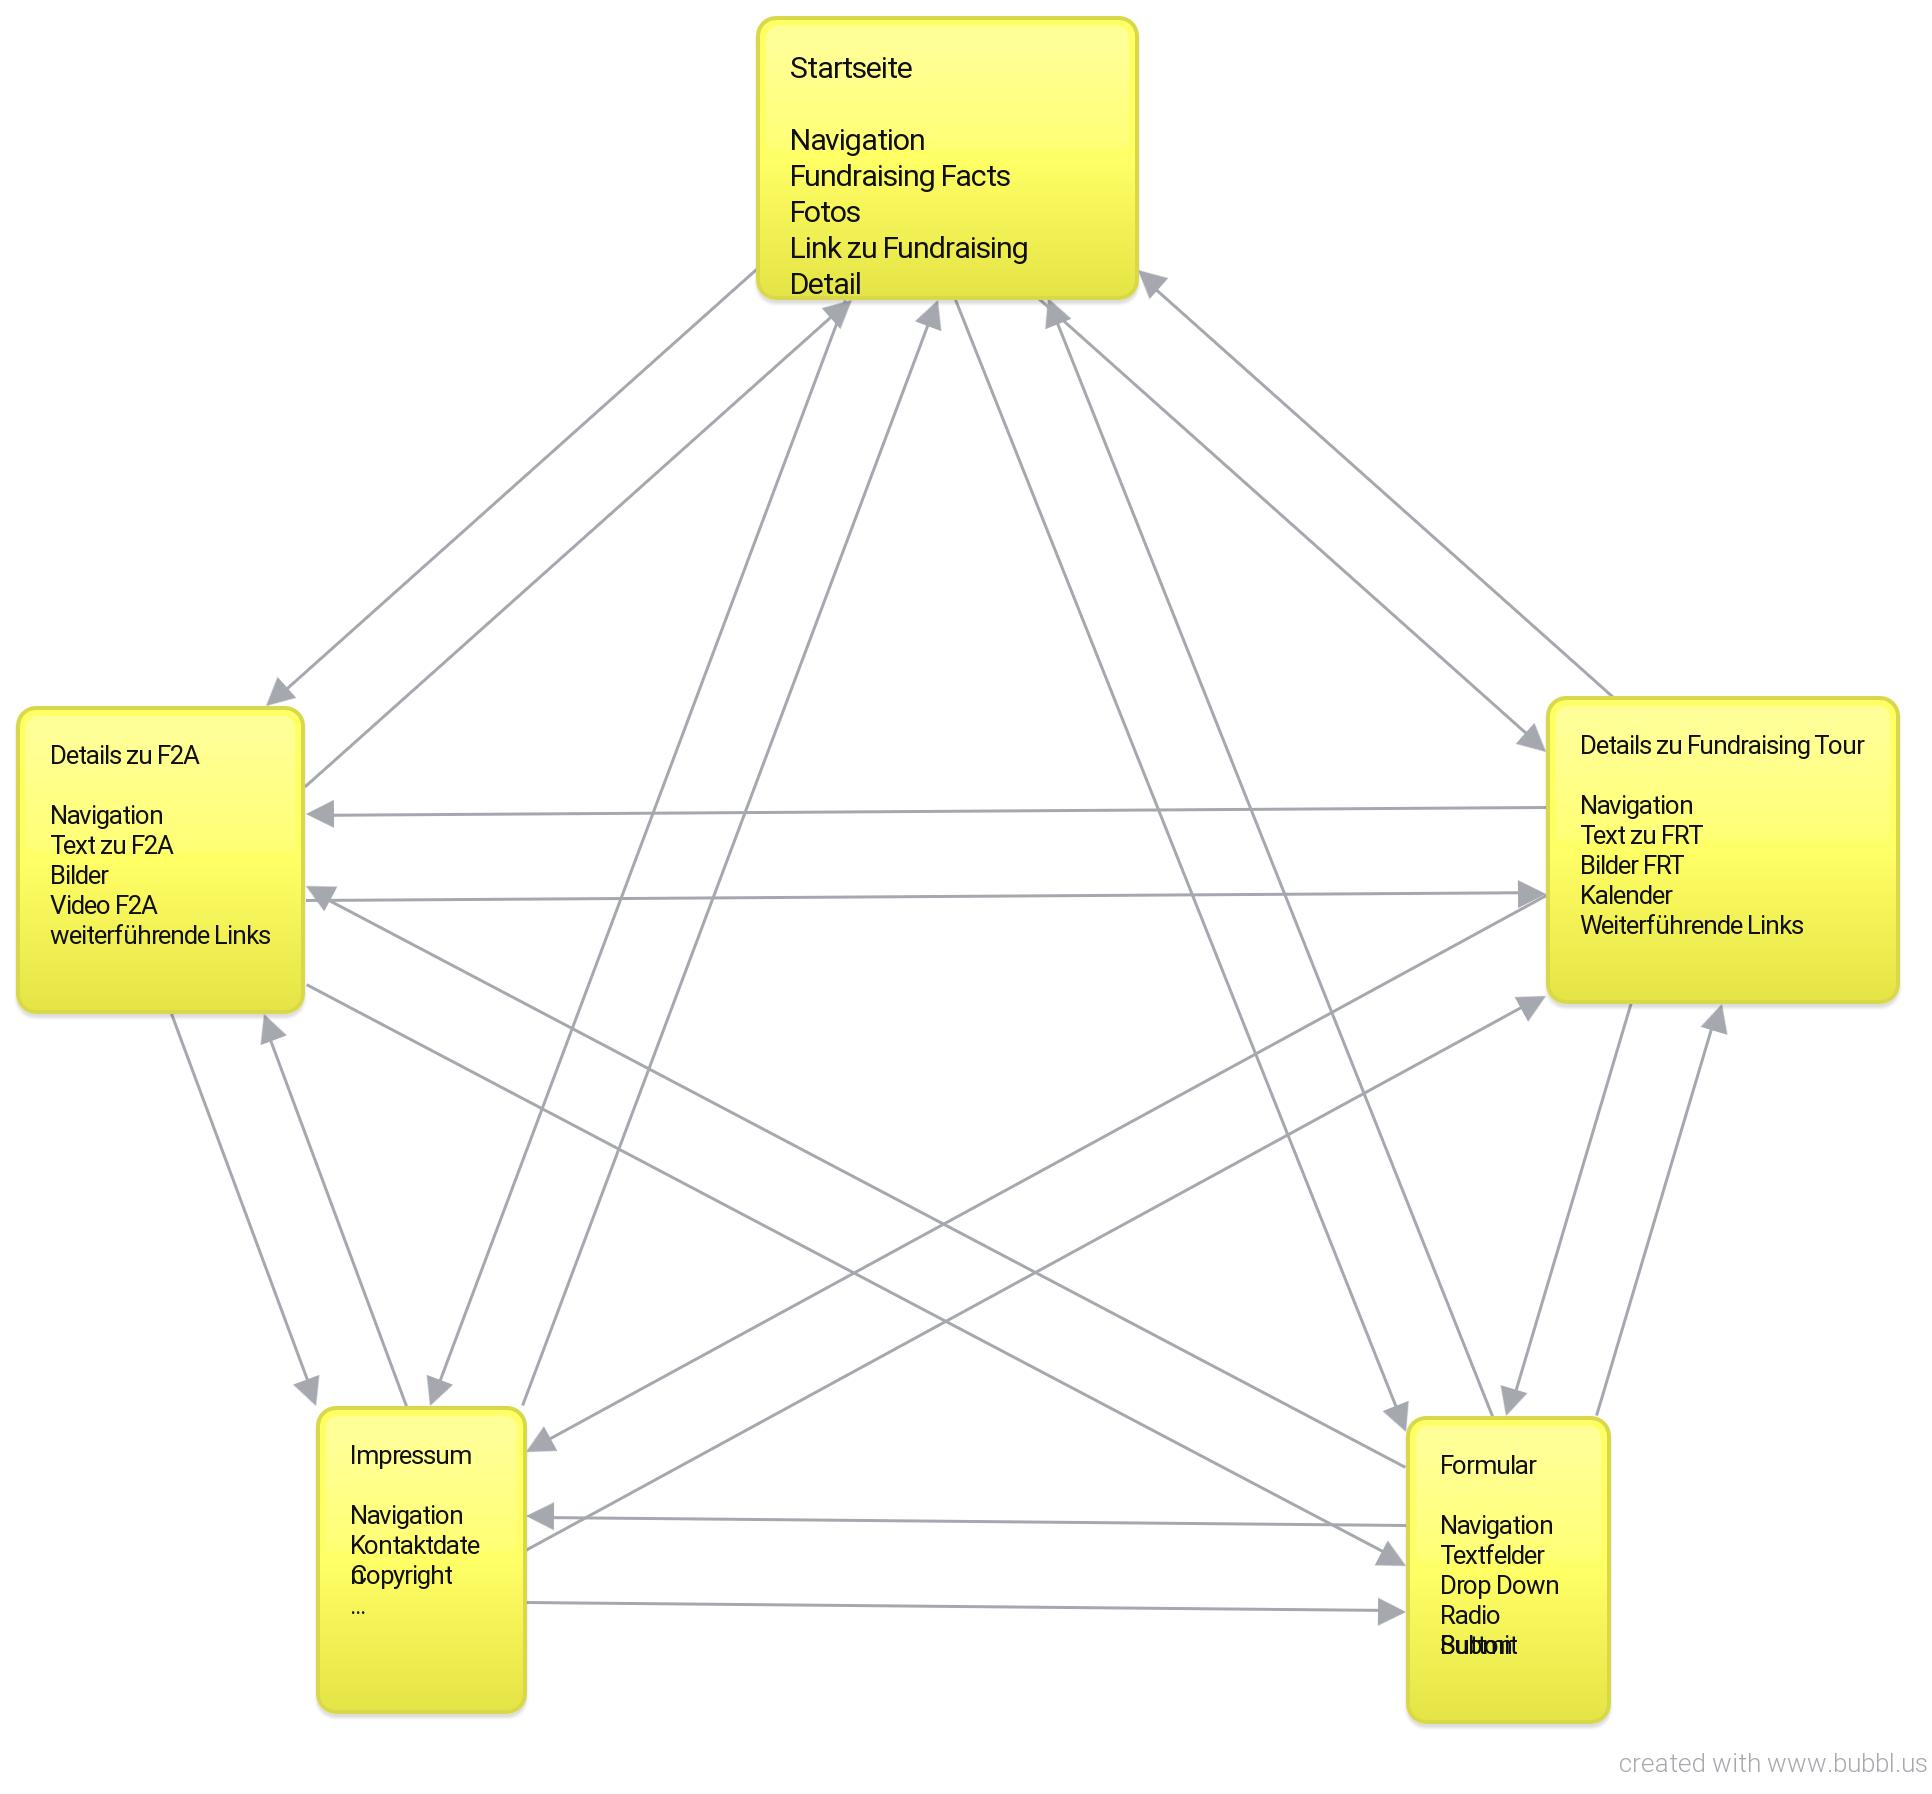 Startseite
Navigation
Fundraising Facts
Fotos
Link zu Fundraising
Detail
Details zu F2A
Navigation
Text zu F2A
Bilder
Video F2A
weiterführende Links
Details zu Fundraising Tour
Navigation
Text zu FRT
Bilder FRT
Kalender
Weiterführende Links
Impressum
Navigation
Kontaktdate
n
Copyright
...
Formular
Navigation
Textfelder
Drop Down
Radio
Button
Submit
created with www.bubbl.us